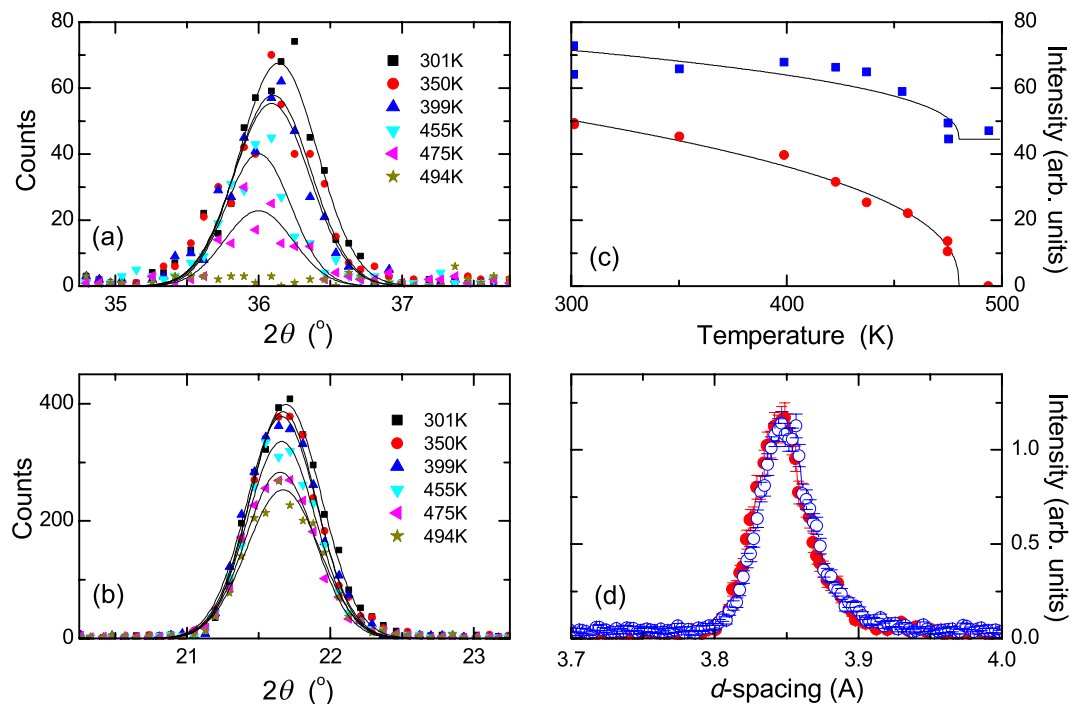 80
60
40
20
0
Counts
301K
350K
399K
455K
475K
494K
(a)
35
36
37
2θ (°)
80
60
40
20
0
Intensity (arb. units)
(c)
300
400
500
Temperature (K)
400
200
0
Counts
301K
350K
399K
455K
475K
494K
(b)
21
22
23
2θ (°)
1.0
0.5
0.0
Intensity (arb. units)
(d)
3.7
3.8
3.9
4.0
d-spacing (A)